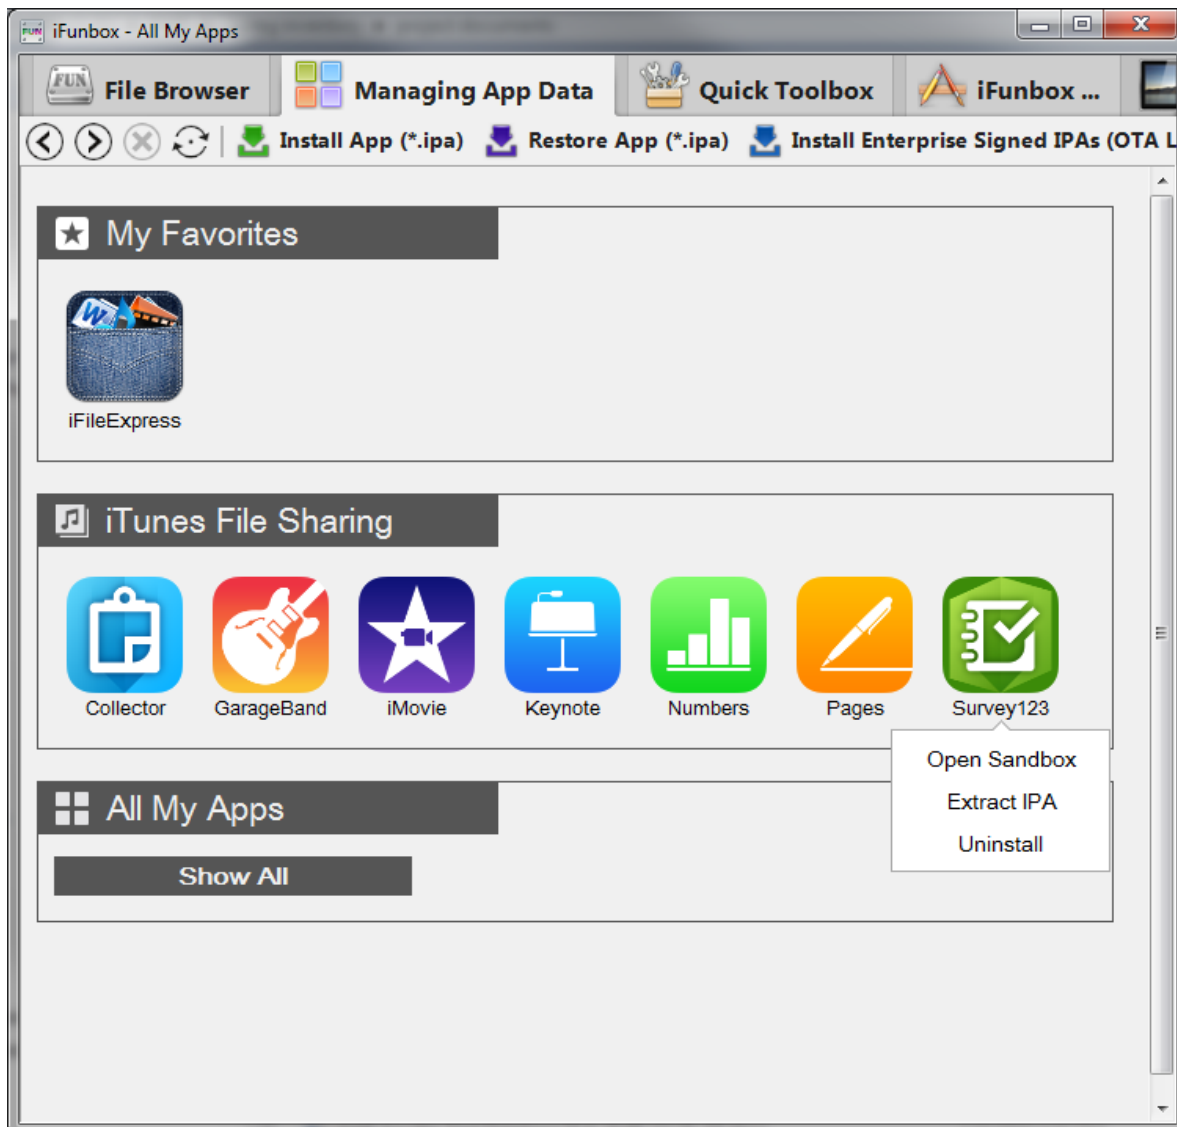 FUN iFunbox - All My Apps
FUN File Browser Managing App Data Quick Toolbox iFunbox ...
Install App (*.ipa) Restore App (*.ipa) Install Enterprise Signed IPAs (OTA L
My Favorites
W
iFileExpress
iTunes File Sharing
Collector GarageBand iMovie Keynote Numbers Pages Survey123
Open Sandbox
Extract IPA
Uninstall
All My Apps
Show All